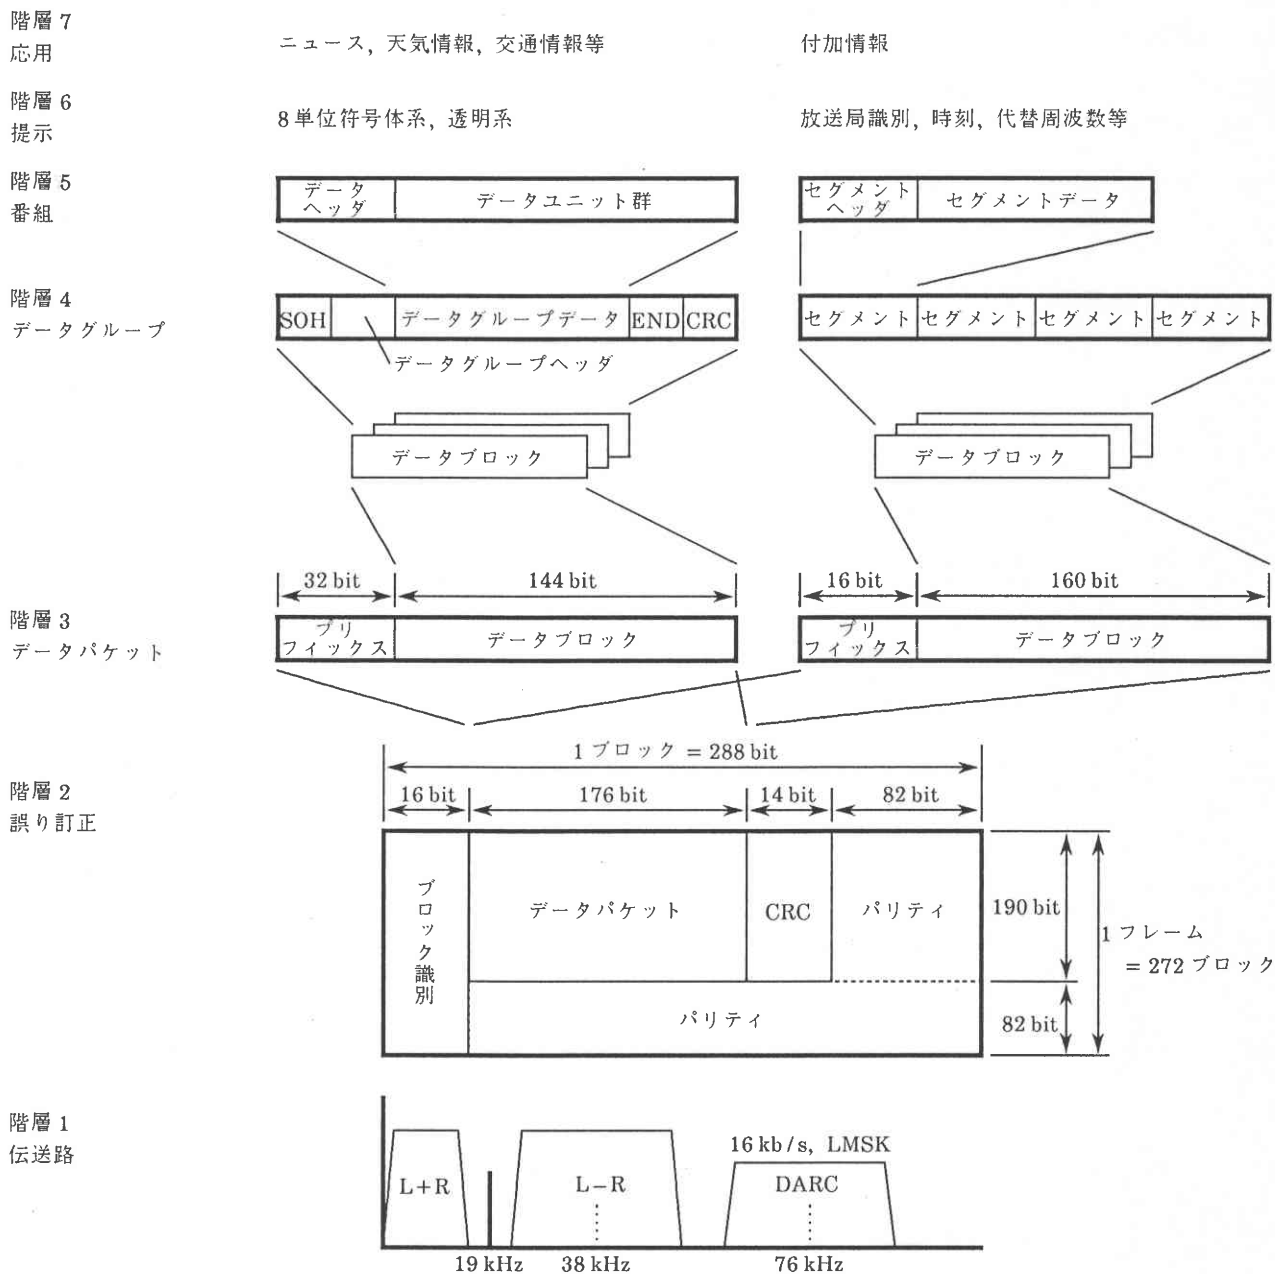 階層 7
応用
ニュース, 天気情報, 交通情報等
付加情報
階層 6
提示
8単位符号体系, 透明系
放送局識別, 時刻, 代替周波数等
階層 5
番組
データ
ヘッダ
データユニット群
セグメント
ヘッダ
セグメントデータ
階層 4
データグループ
SOH
データグループデータ
END
CRC
データグループヘッダ
セグメント
セグメント
セグメント
セグメント
データブロック
データブロック
32 bit
144 bit
16 bit
160 bit
階層 3
データパケット
プリ
フィックス
データブロック
プリ
フィックス
データブロック
1 ブロック = 288 bit
階層 2
誤り訂正
16 bit
176 bit
14 bit
82 bit
ブロック識別
データパケット
CRC
パリティ
190 bit
1 フレーム
= 272 ブロック
パリティ
82 bit
階層 1
伝送路
16 kb/s, LMSK
L+R
L−R
DARC
19 kHz
38 kHz
76 kHz